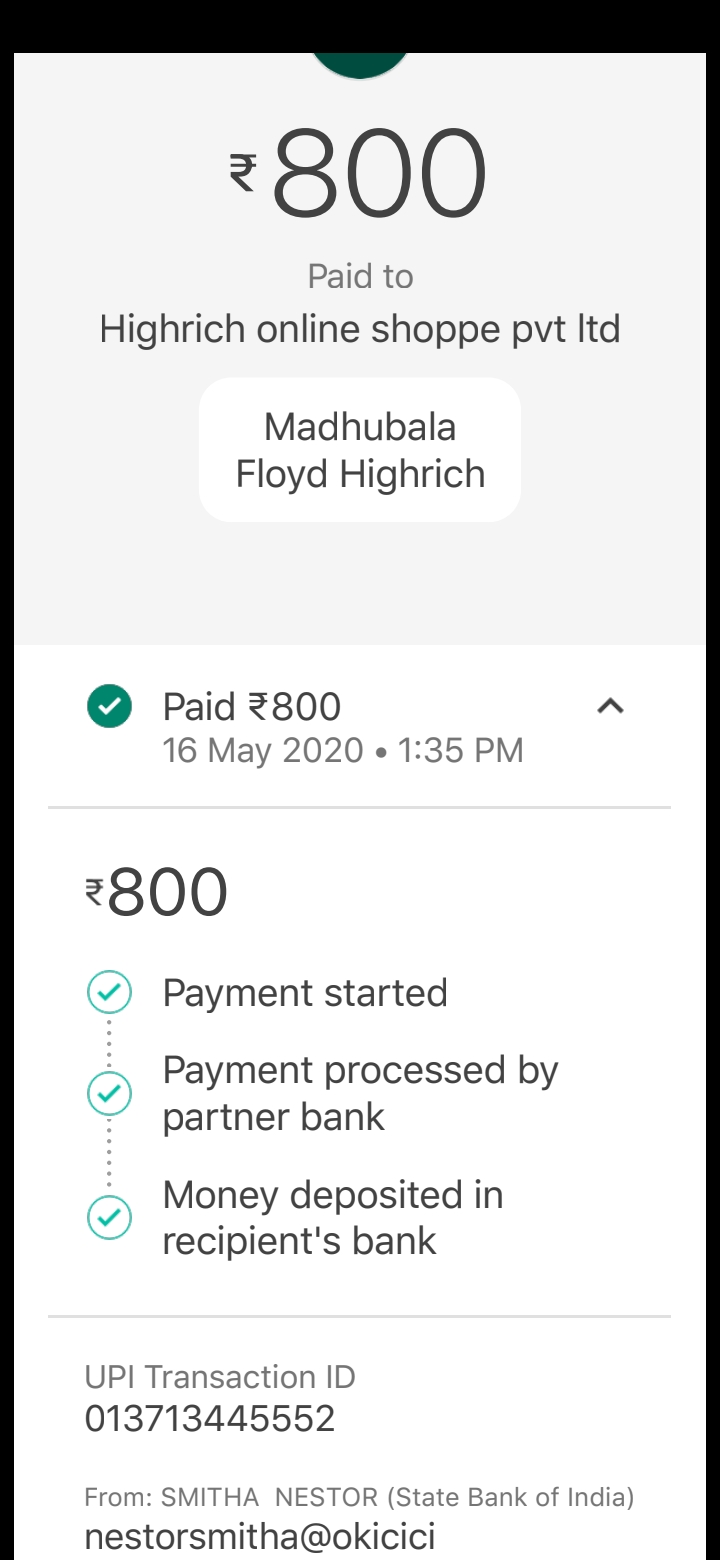 ₹800
Paid to
Highrich online shoppe pvt ltd
Madhubala
Floyd Highrich
Paid ₹800
16 May 2020 • 1:35 PM
₹800
Payment started
Payment processed by
partner bank
Money deposited in
recipient's bank
UPI Transaction ID
013713445552
From: SMITHA  NESTOR (State Bank of India)
nestorsmitha@okicici